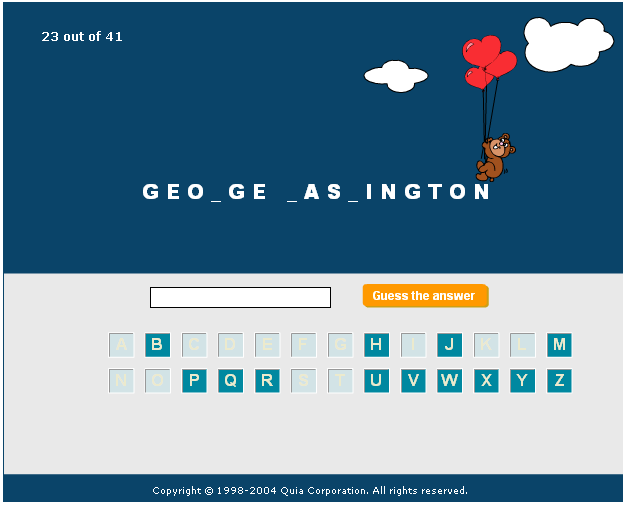 23 out of 41
GEO_GE _AS_INGTON
Guess the answer
A B C D E F G H I J K L M
N O P Q R S T U V W X Y Z
Copyright © 1998-2004 Quia Corporation. All rights reserved.